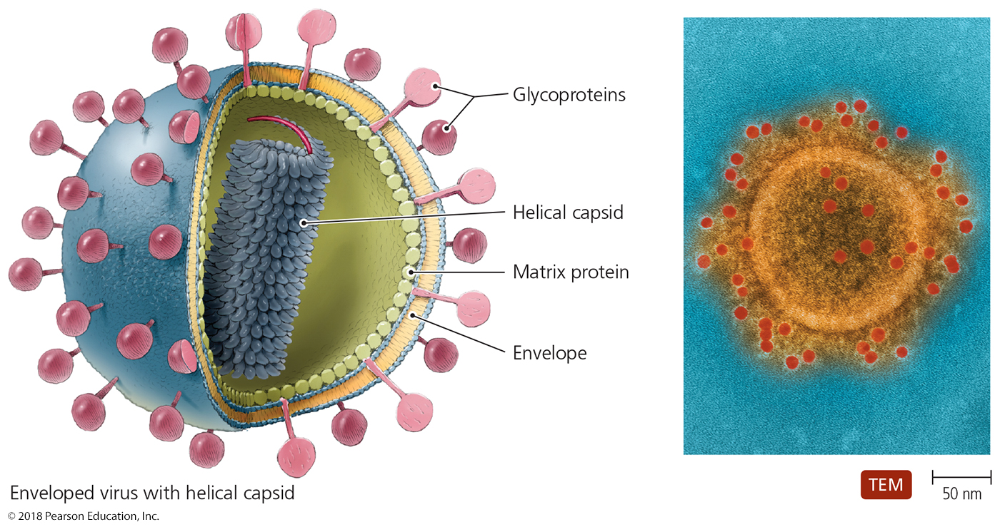 Glycoproteins
Helical capsid
Matrix protein
Envelope
TEM
50 nm
Enveloped virus with helical capsid
© 2018 Pearson Education, Inc.